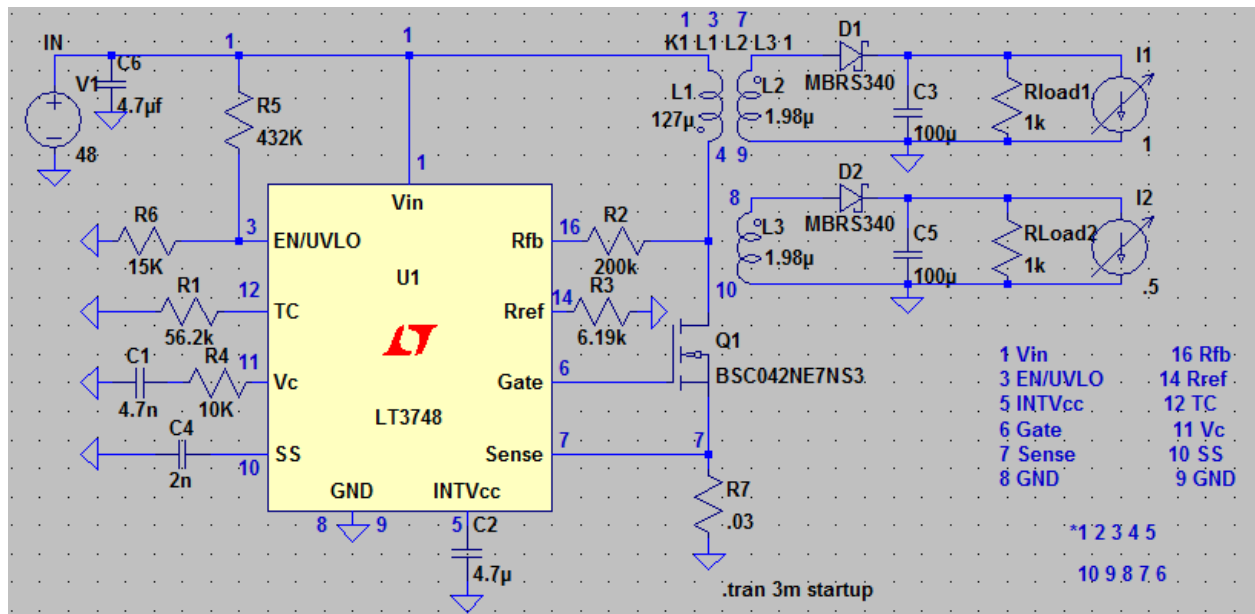 1 3 7
IN
1
1
K1 L1 L2 L3 1
D1
MBRS340
I1
C6
4.7µf
V1
48
R5
432K
L1
127µ
L2
1.98µ
C3
100µ
Rload1
1k
1
1
4 9
Vin
D2
MBRS340
I2
R6
15K
3
EN/UVLO
Rfb
16
R2
200k
8
L3
1.98µ
C5
100µ
RLoad2
1k
.5
U1
R1
56.2k
12
TC
Rref
14
R3
6.19k
10
Q1
BSC042NE7NS3
C1
4.7n
R4
10K
11
Vc
Gate
6
LT3748
C4
2n
10
SS
Sense
7
7
GND
INTVcc
8
9
5
C2
4.7µ
R7
.03
1 Vin 16 Rfb
3 EN/UVLO 14 Rref
5 INTVcc 12 TC
6 Gate 11 Vc
7 Sense 10 SS
8 GND 9 GND
*1 2 3 4 5
10 9 8 7 6
.tran 3m startup